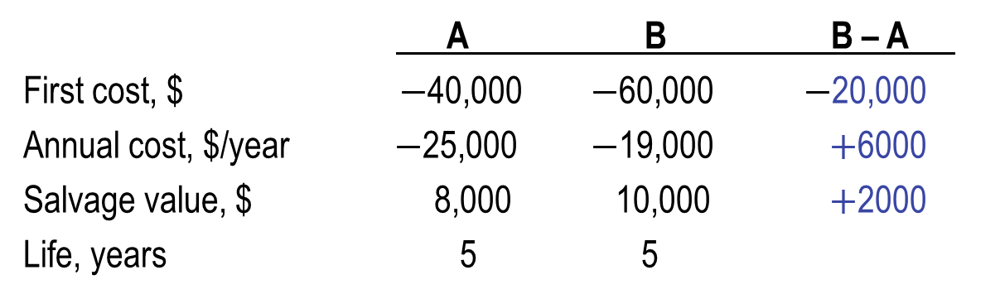 A B B – A
First cost, $ −40,000 −60,000 −20,000
Annual cost, $/year −25,000 −19,000 +6000
Salvage value, $ 8,000 10,000 +2000
Life, years 5 5